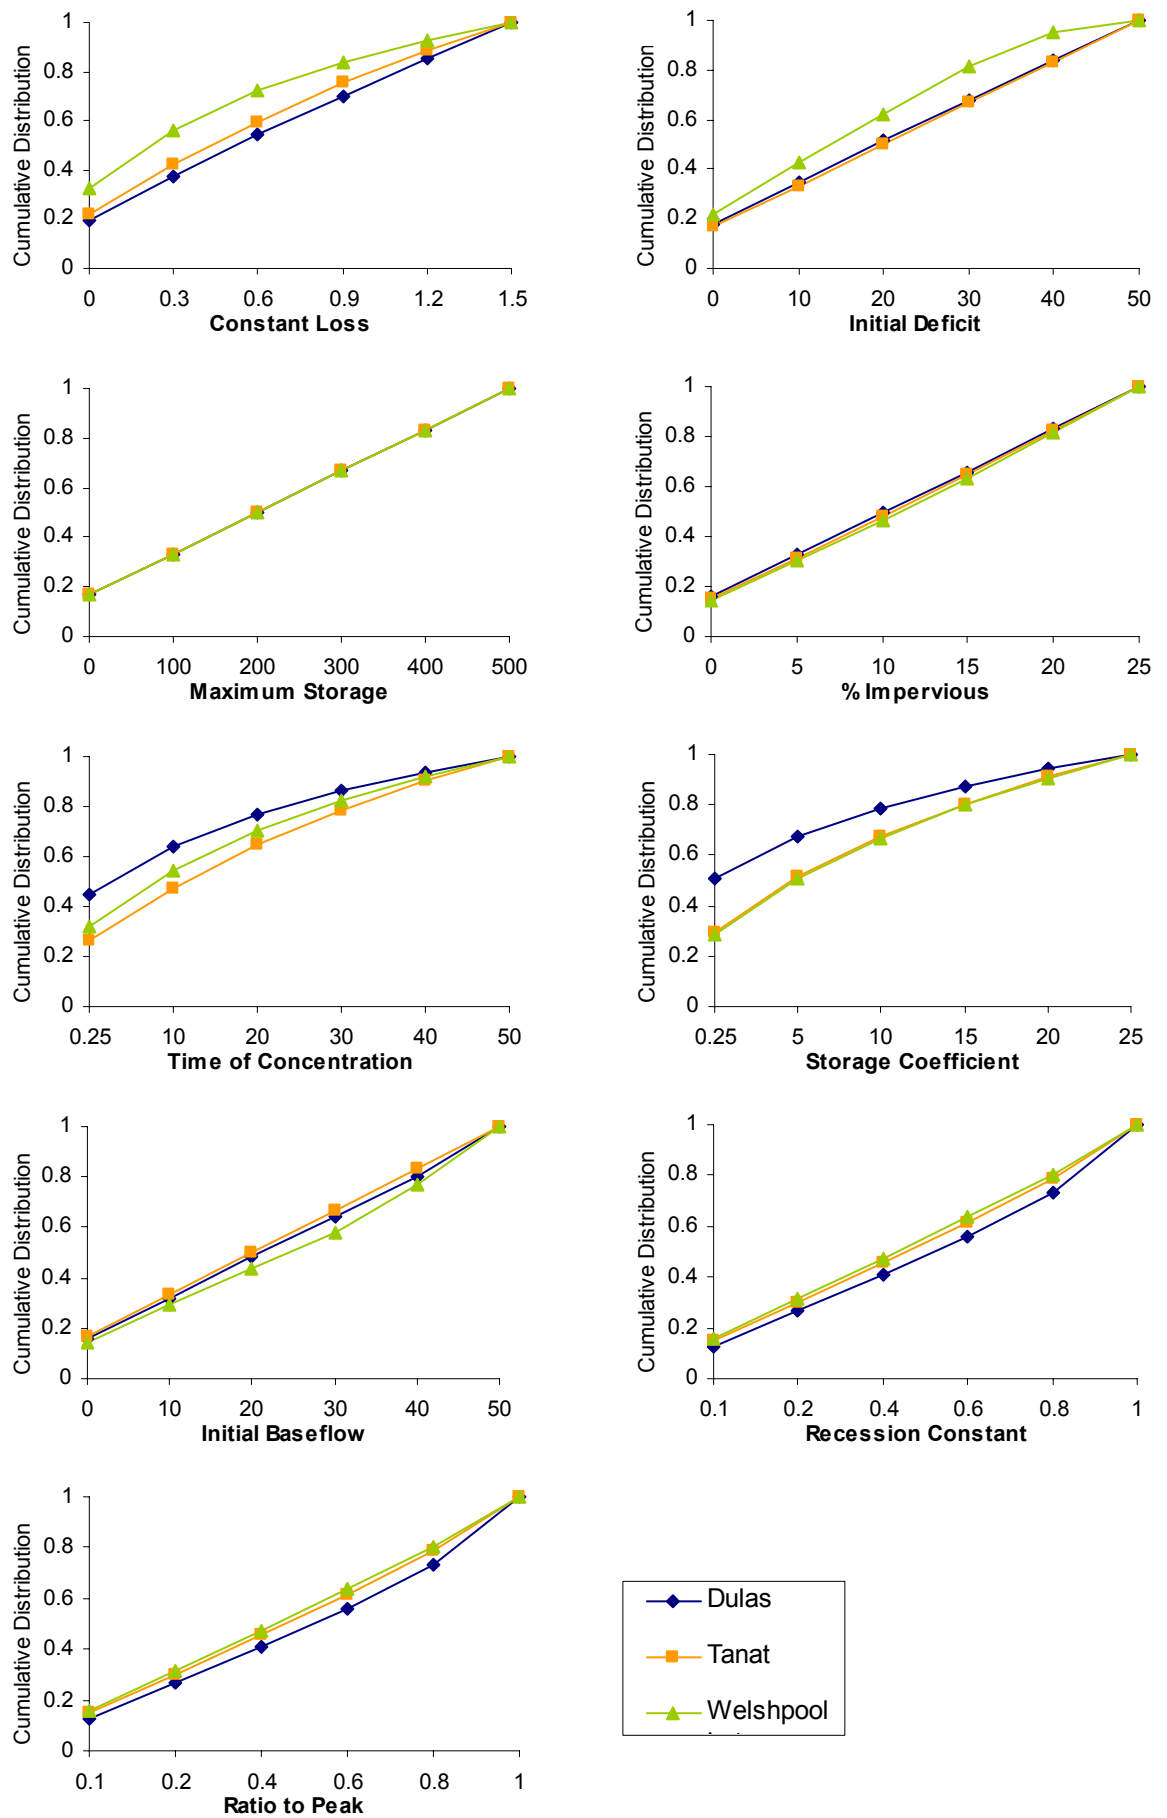 Cumulative Distribution
1
0.8
0.6
0.4
0.2
0
0 0.3 0.6 0.9 1.2 1.5
Constant Loss
Cumulative Distribution
1
0.8
0.6
0.4
0.2
0
0 10 20 30 40 50
Initial Deficit
Cumulative Distribution
1
0.8
0.6
0.4
0.2
0
0 100 200 300 400 500
Maximum Storage
Cumulative Distribution
1
0.8
0.6
0.4
0.2
0
0 5 10 15 20 25
% Impervious
Cumulative Distribution
1
0.8
0.6
0.4
0.2
0
0.25 10 20 30 40 50
Time of Concentration
Cumulative Distribution
1
0.8
0.6
0.4
0.2
0
0.25 5 10 15 20 25
Storage Coefficient
Cumulative Distribution
1
0.8
0.6
0.4
0.2
0
0 10 20 30 40 50
Initial Baseflow
Cumulative Distribution
1
0.8
0.6
0.4
0.2
0
0.1 0.2 0.4 0.6 0.8 1
Recession Constant
Cumulative Distribution
1
0.8
0.6
0.4
0.2
0
0.1 0.2 0.4 0.6 0.8 1
Ratio to Peak
Dulas
Tanat
Welshpool